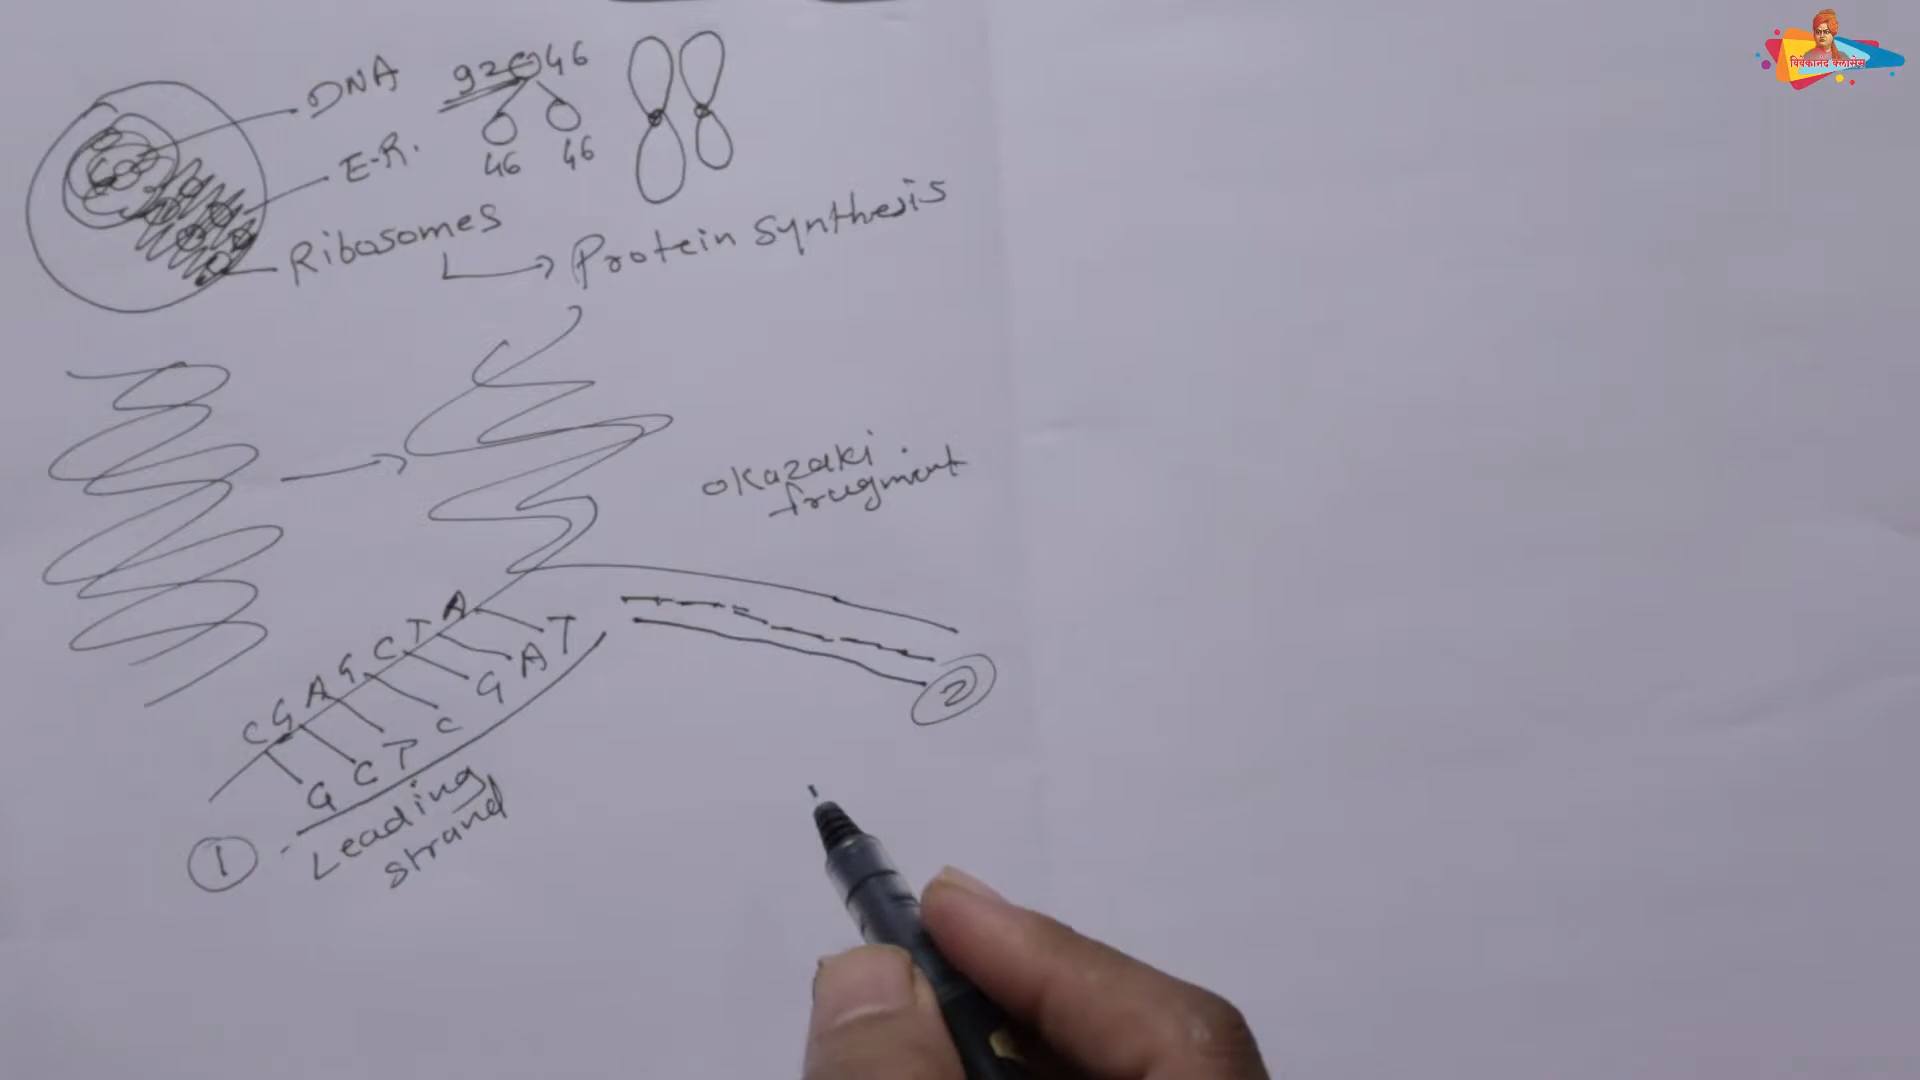 DNA
92 46
46 46
E.R.
Ribosomes
Protein synthesis
okazaki
fragment
C G A G C T A
G C T C G A T
Leading
strand
1
2
विवेकानंद क्लासेस